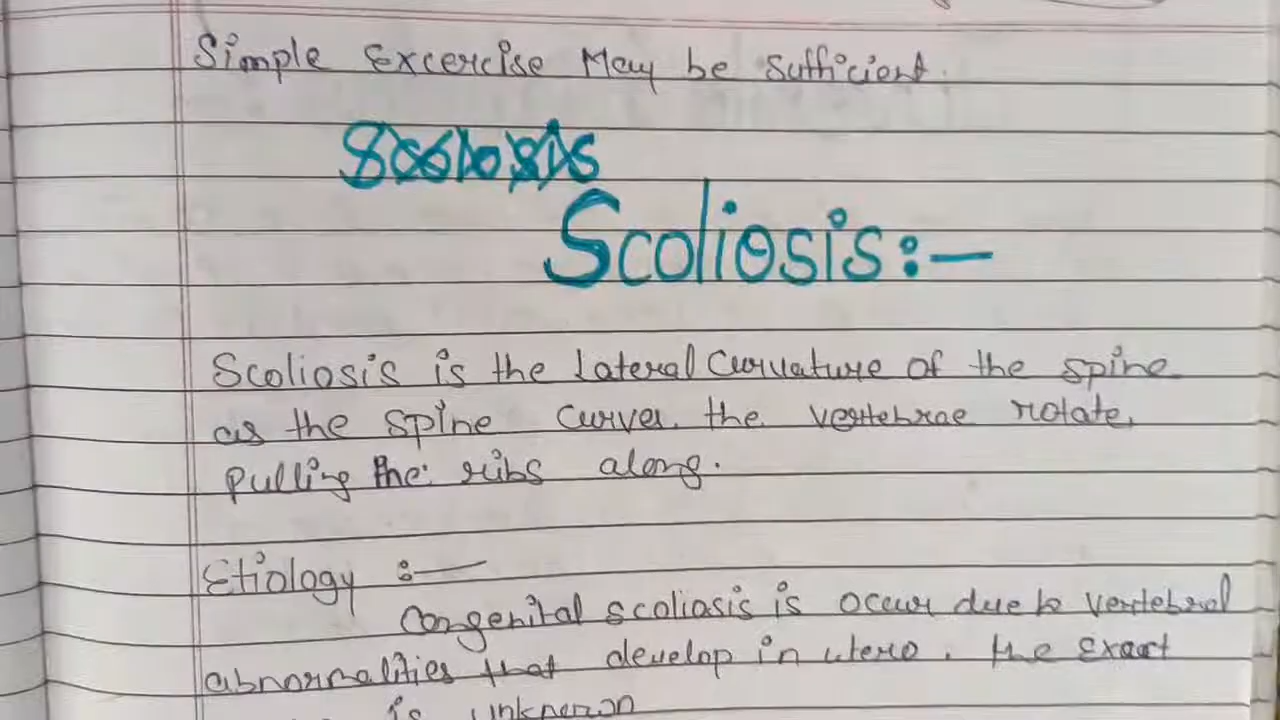 Simple Excercise May be Sufficient.
Scolosis
Scoliosis:-
Scoliosis is the Lateral Curvature of the spine
as the spine curves. the vertebrae rotate,
pulling the ribs along.
Etiology :-
Congenital scoliasis is occur due to vertebral
abnormalities that develop in utero. the exact
is unknown